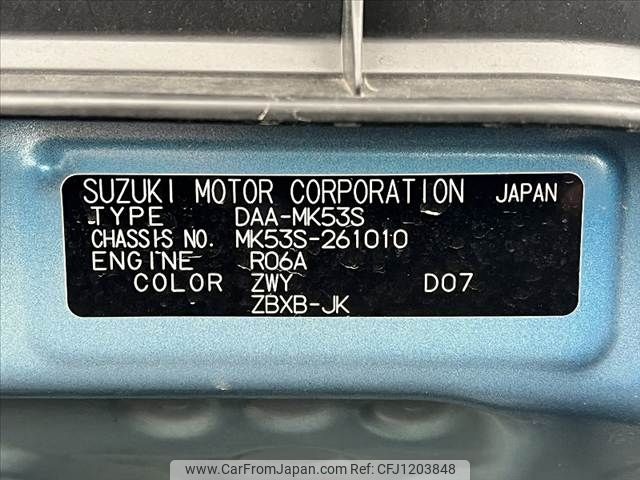 SUZUKI MOTOR CORPORATION JAPAN
TYPE DAA-MK53S
CHASSIS NO. MK53S-261010
ENGINE R06A
COLOR ZWY D07
ZBXB-JK
www.CarFromJapan.com CFJ1203848